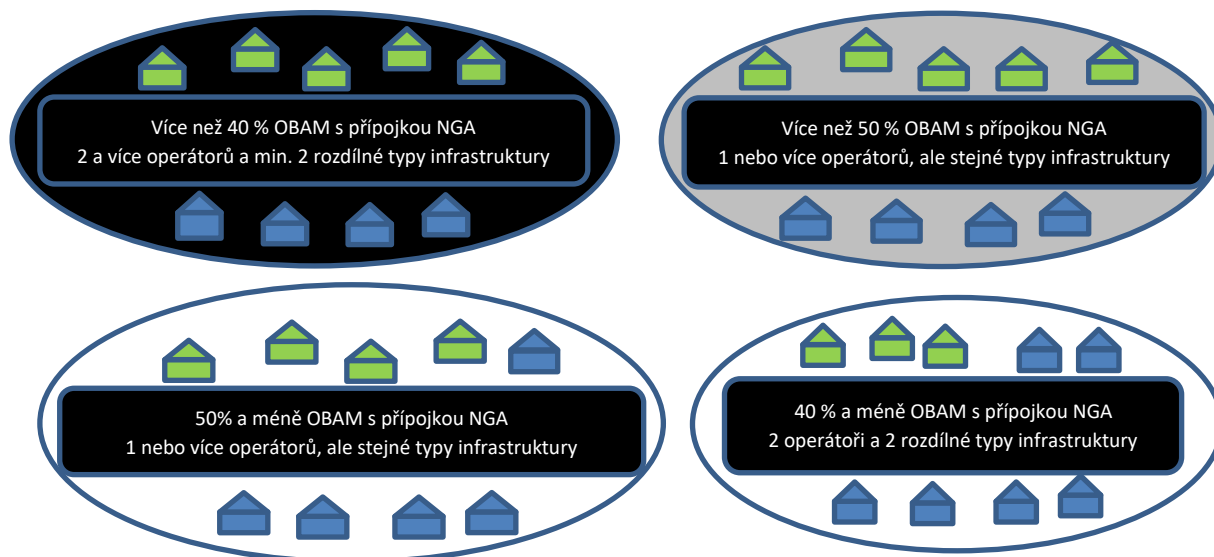 Více než 40 % OBAM s přípojkou NGA
2 a více operátorů a min. 2 rozdílné typy infrastruktury
Více než 50 % OBAM s přípojkou NGA
1 nebo více operátorů, ale stejné typy infrastruktury
50% a méně OBAM s přípojkou NGA
1 nebo více operátorů, ale stejné typy infrastruktury
40 % a méně OBAM s přípojkou NGA
2 operátoři a 2 rozdílné typy infrastruktury